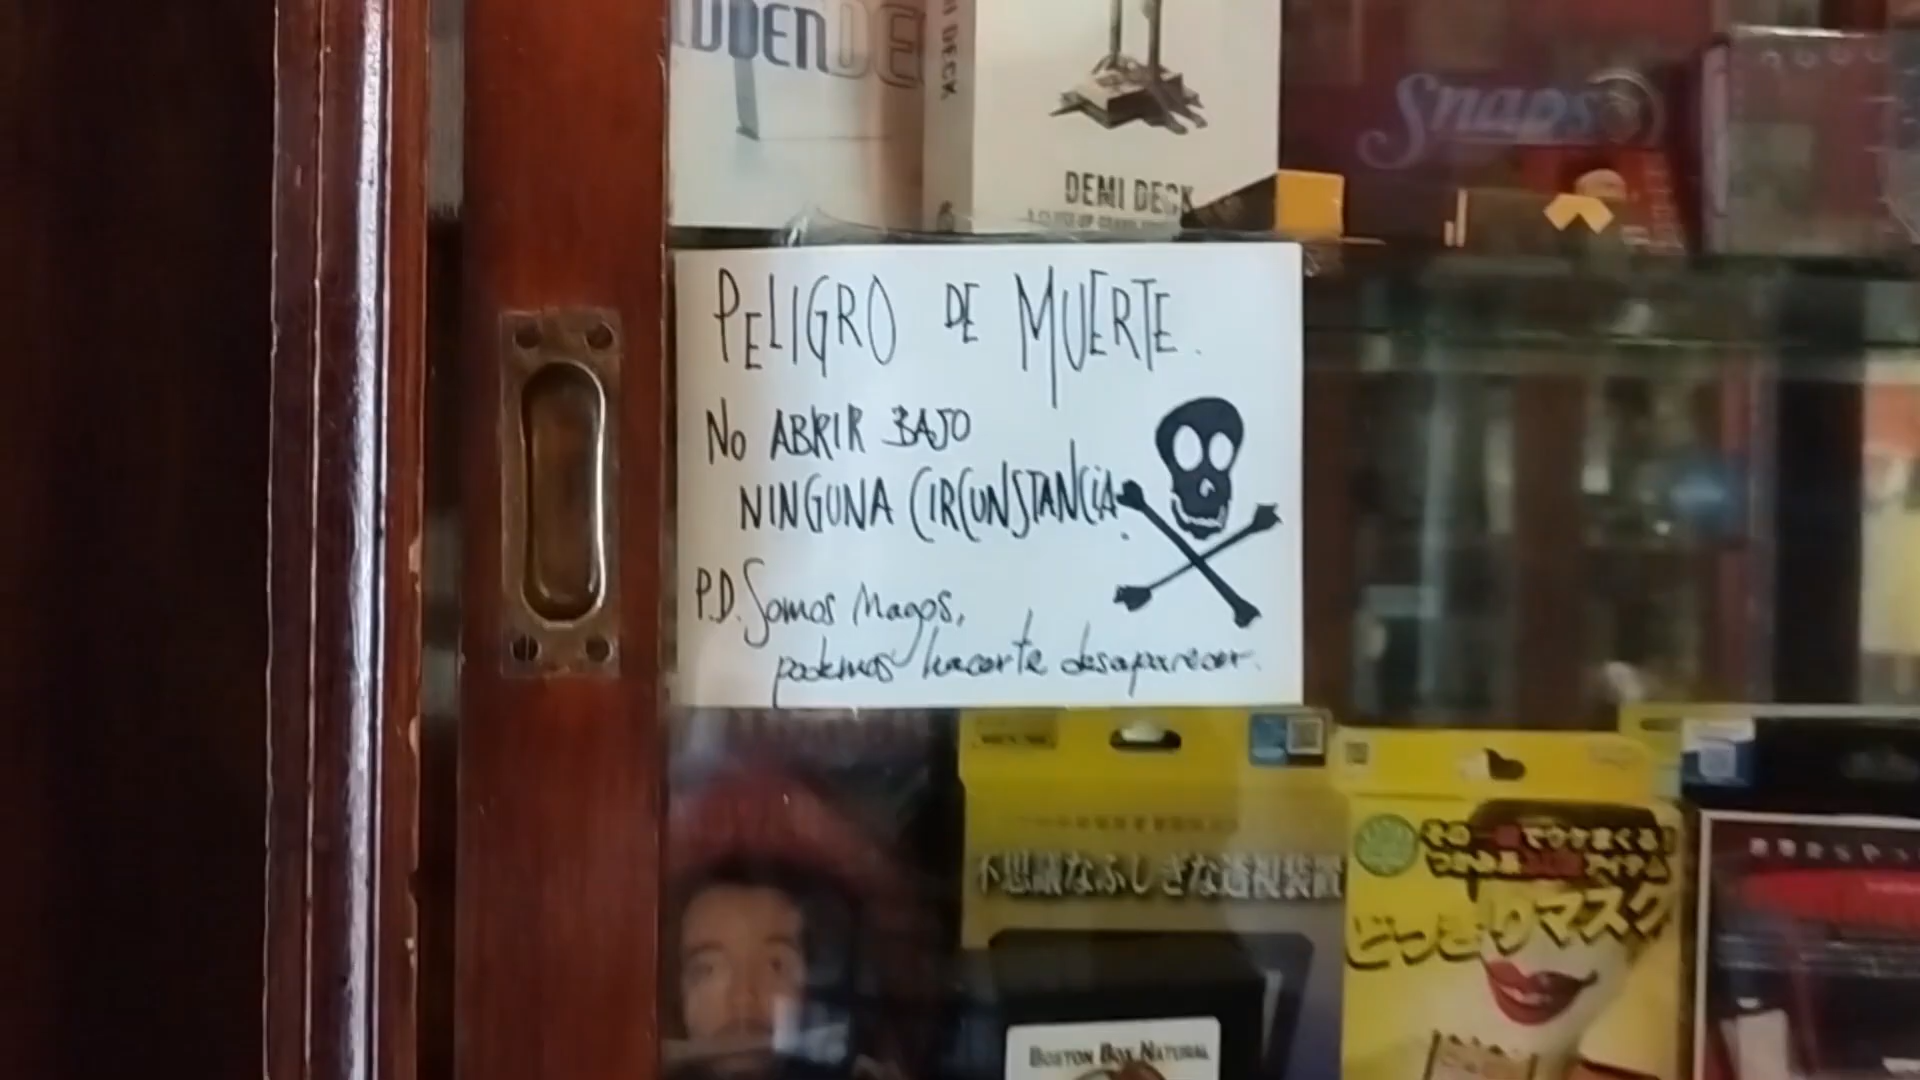 DEMI DECK
Snaps
PELIGRO DE MUERTE.
NO ABRIR BAJO
NINGUNA CIRCUNSTANCIA.
P.D. Somos Magos,
podemos hacerte desaparecer.
不思議なふしぎな透視装置
どっきりマスク
BOSTON BOX NATURAL